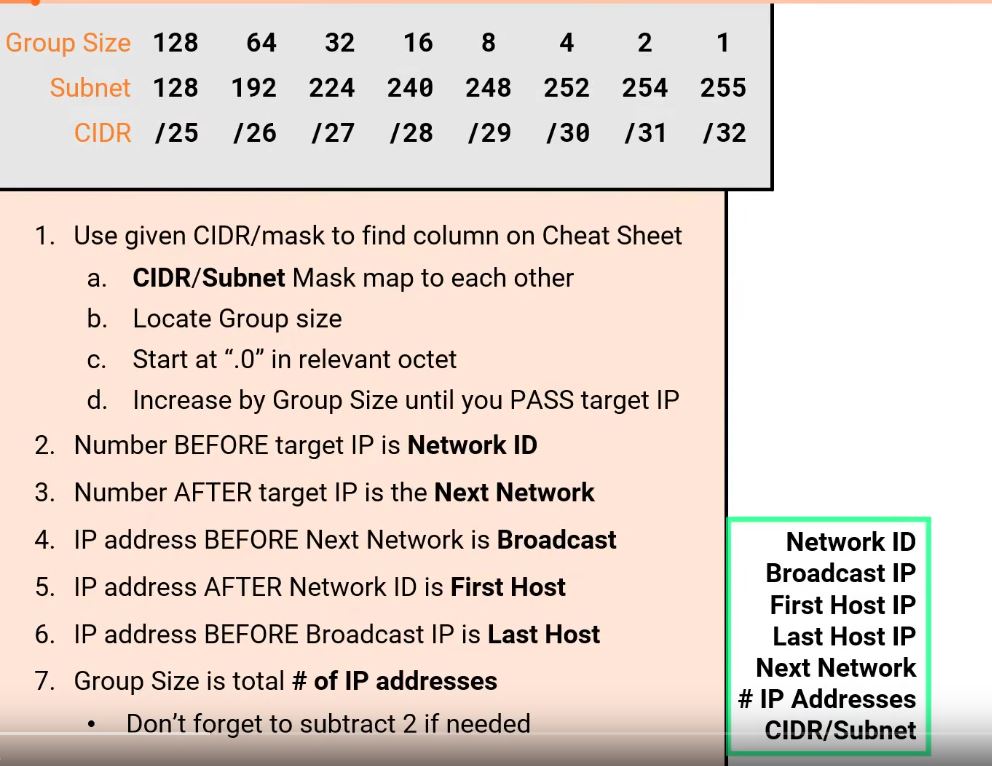 Group Size 128 64 32 16 8 4 2 1
Subnet 128 192 224 240 248 252 254 255
CIDR /25 /26 /27 /28 /29 /30 /31 /32
1. Use given CIDR/mask to find column on Cheat Sheet
a. CIDR/Subnet Mask map to each other
b. Locate Group size
c. Start at “.0” in relevant octet
d. Increase by Group Size until you PASS target IP
2. Number BEFORE target IP is Network ID
3. Number AFTER target IP is the Next Network
4. IP address BEFORE Next Network is Broadcast
5. IP address AFTER Network ID is First Host
6. IP address BEFORE Broadcast IP is Last Host
7. Group Size is total # of IP addresses
• Don’t forget to subtract 2 if needed
Network ID
Broadcast IP
First Host IP
Last Host IP
Next Network
# IP Addresses
CIDR/Subnet